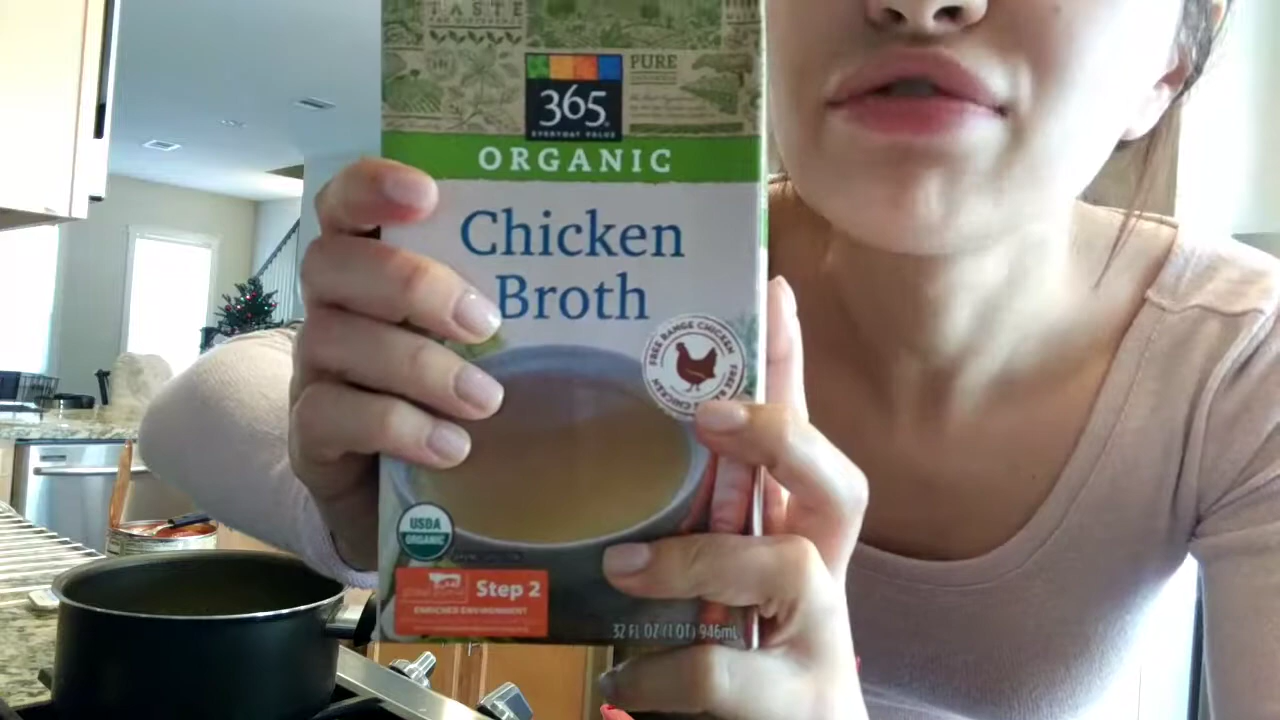 TASTE
PURE
365
EVERYDAY VALUE
ORGANIC
Chicken
Broth
FREE RANGE CHICKEN
USDA
ORGANIC
Step 2
ENRICHED ENVIRONMENT
32 FL OZ (1 QT) 946mL